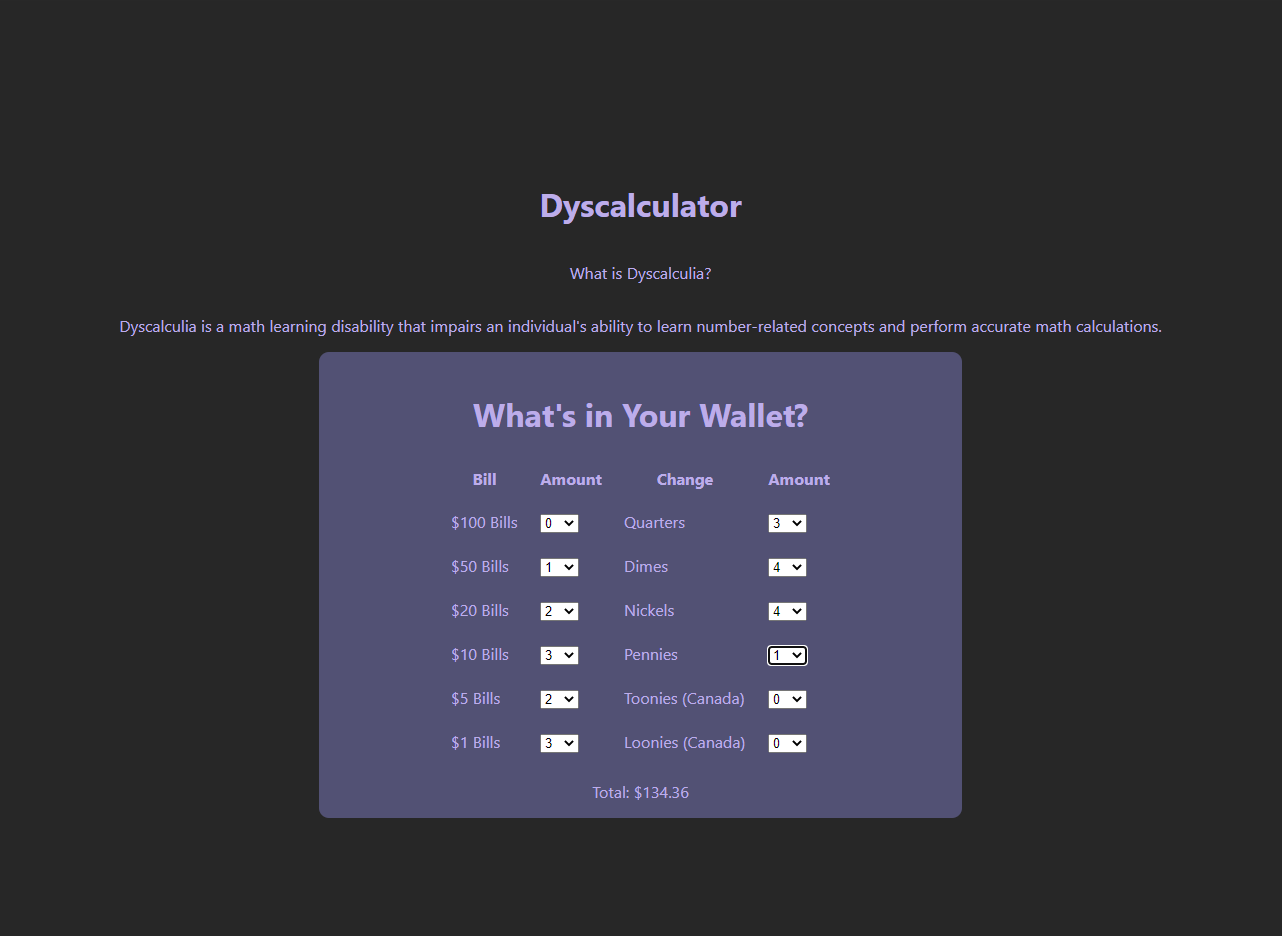 Dyscalculator
What is Dyscalculia?
Dyscalculia is a math learning disability that impairs an individual's ability to learn number-related concepts and perform accurate math calculations.
What's in Your Wallet?
Bill Amount Change Amount
$100 Bills 0 Quarters 3
$50 Bills 1 Dimes 4
$20 Bills 2 Nickels 4
$10 Bills 3 Pennies 1
$5 Bills 2 Toonies (Canada) 0
$1 Bills 3 Loonies (Canada) 0
Total: $134.36